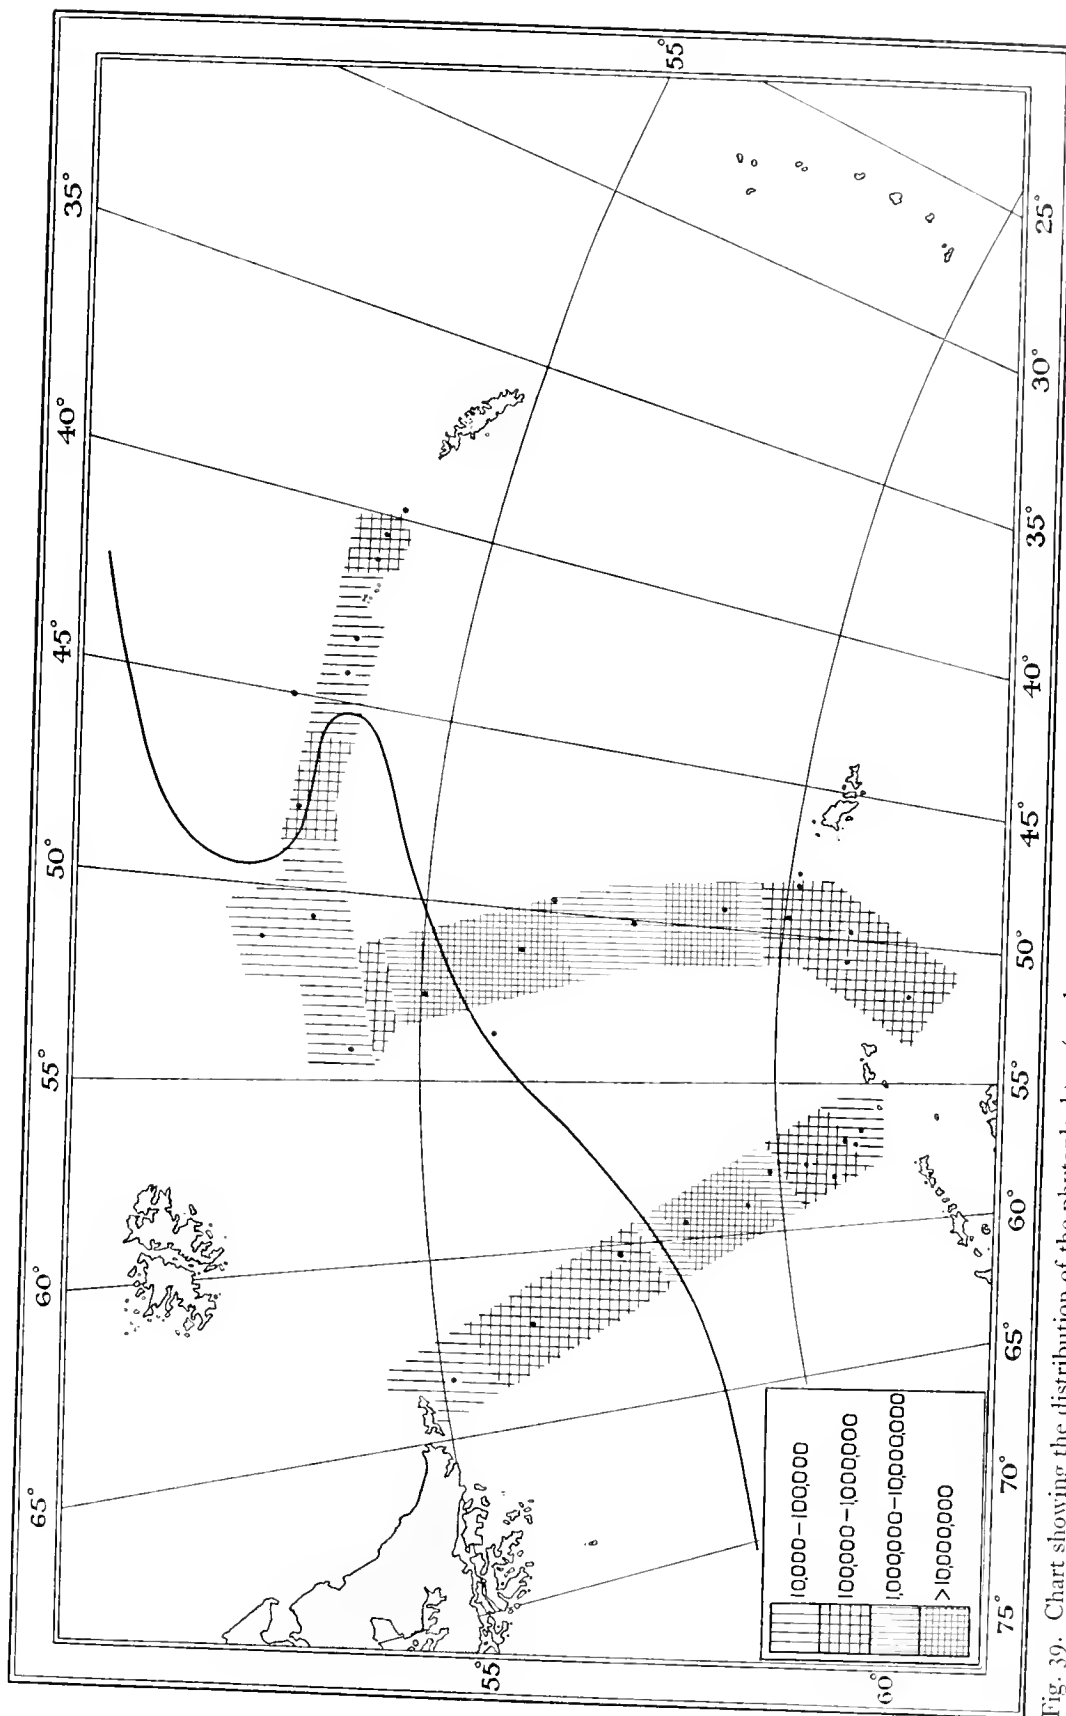 65° 60° 55° 50° 45° 40° 35°
55°
55°
60°
10,000–100,000
100,000–1,000,000
1,000,000–10,000,000
>10,000,000
75° 70° 65° 60° 55° 50° 45° 40° 35° 30° 25°
Fig. 39. Chart showing the distribution of the phytoplankton